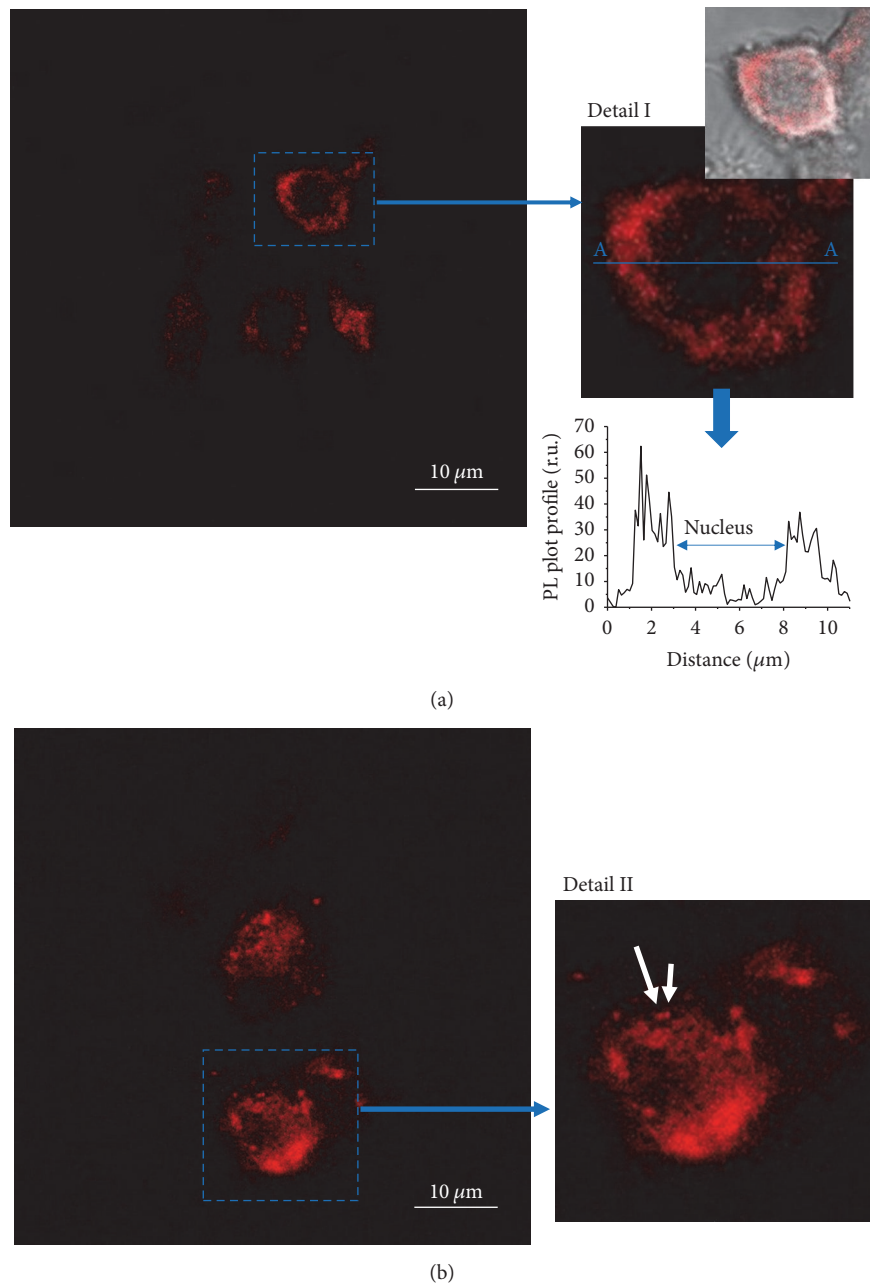 Detail I
A A
10 μm
70
60
50
40
30
20
10
0
PL plot profile (r.u.)
Nucleus
0 2 4 6 8 10
Distance (μm)
(a)
Detail II
10 μm
(b)